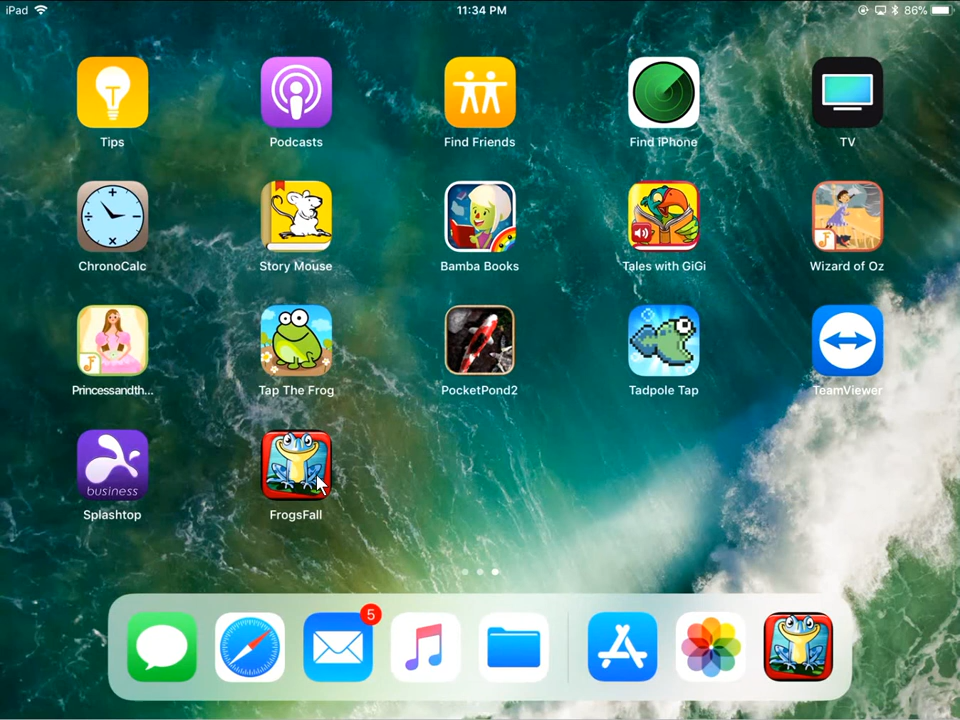 iPad 11:34 PM 86%
Tips Podcasts Find Friends Find iPhone TV
ChronoCalc Story Mouse Bamba Books Tales with GiGi Wizard of Oz
Princessandth... Tap The Frog PocketPond2 Tadpole Tap TeamViewer
business
Splashtop FrogsFall
5